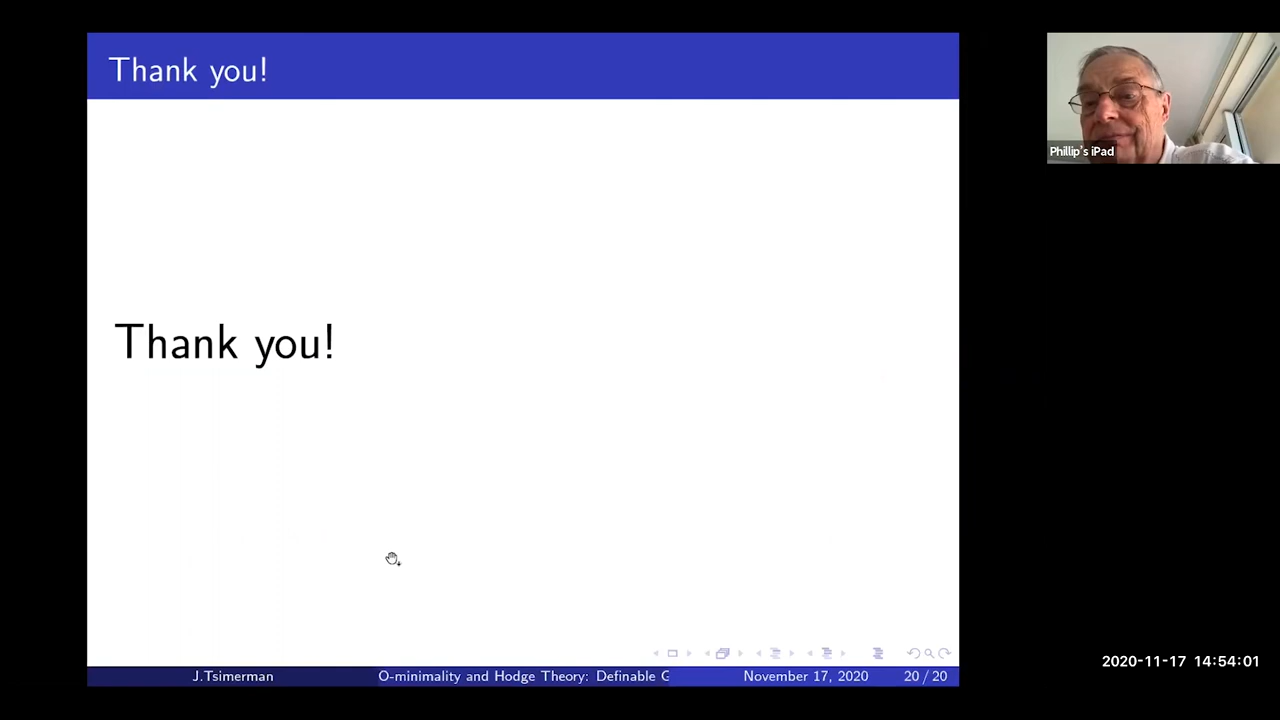 Thank you!
Phillip's iPad
Thank you!
2020-11-17 14:54:01
J.Tsimerman O-minimality and Hodge Theory: Definable G November 17, 2020 20 / 20